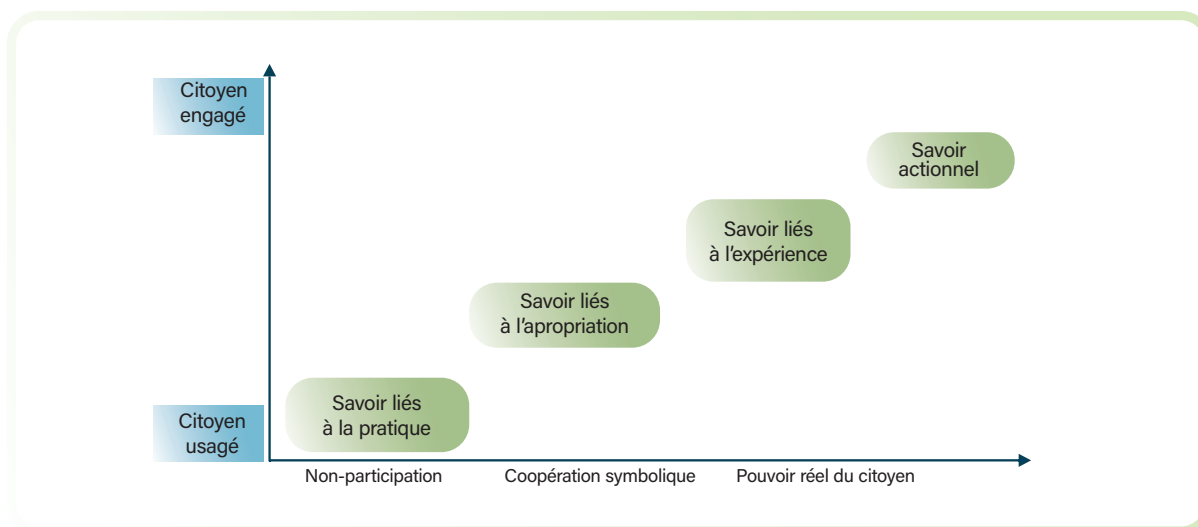 Citoyen
engagé
Savoir
actionnel
Savoir liés
à l'expérience
Savoir liés
à l'apropriation
Savoir liés
à la pratique
Citoyen
usagé
Non-participation
Coopération symbolique
Pouvoir réel du citoyen